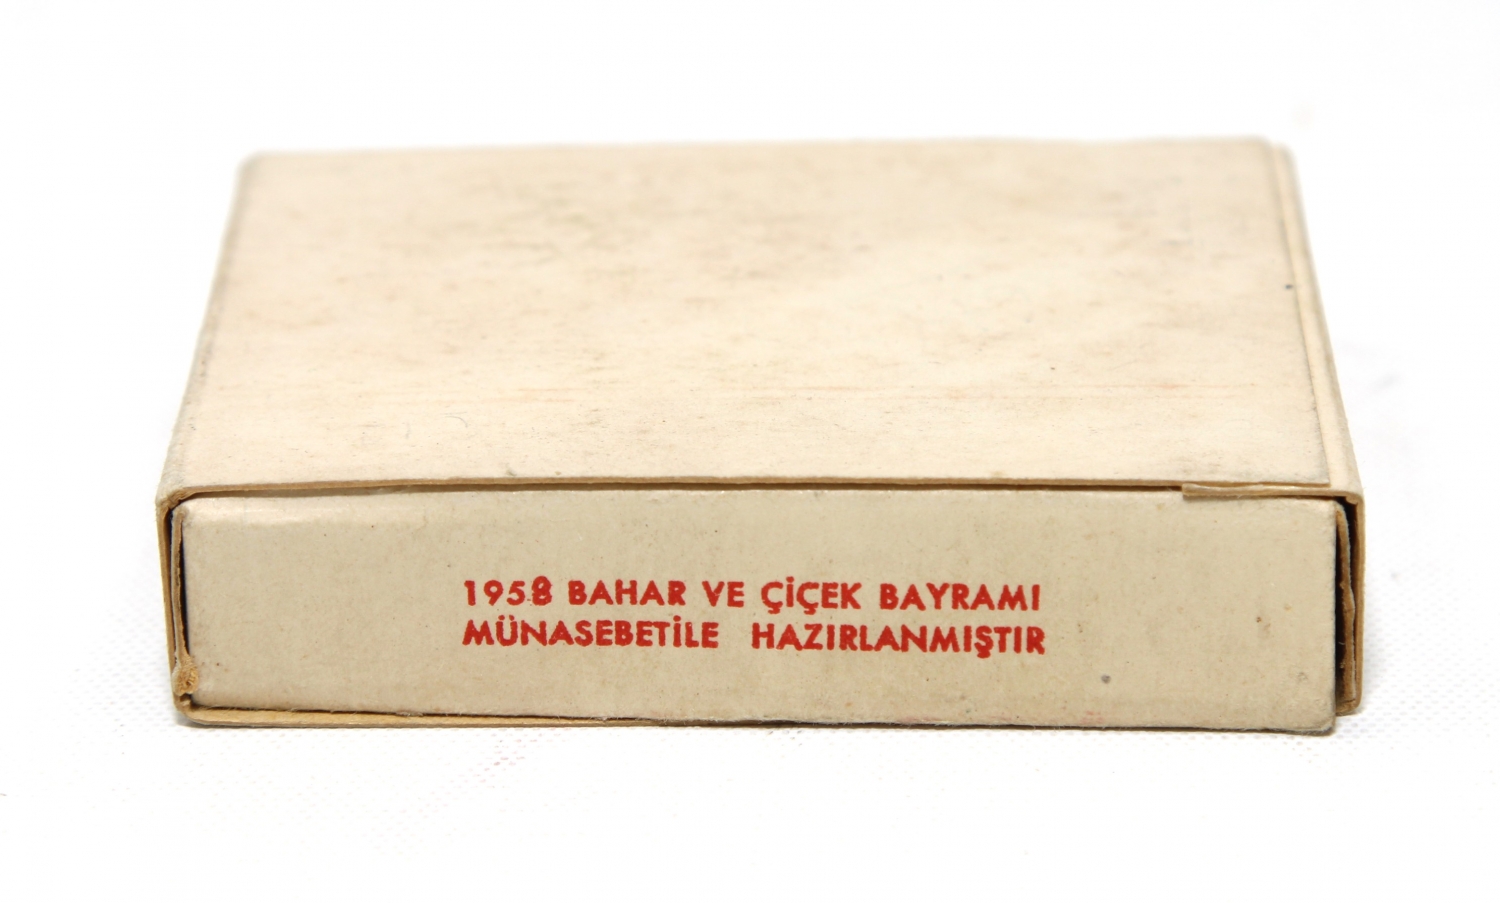 1958 BAHAR VE ÇİÇEK BAYRAMI
MÜNASEBETİLE HAZIRLANMIŞTIR